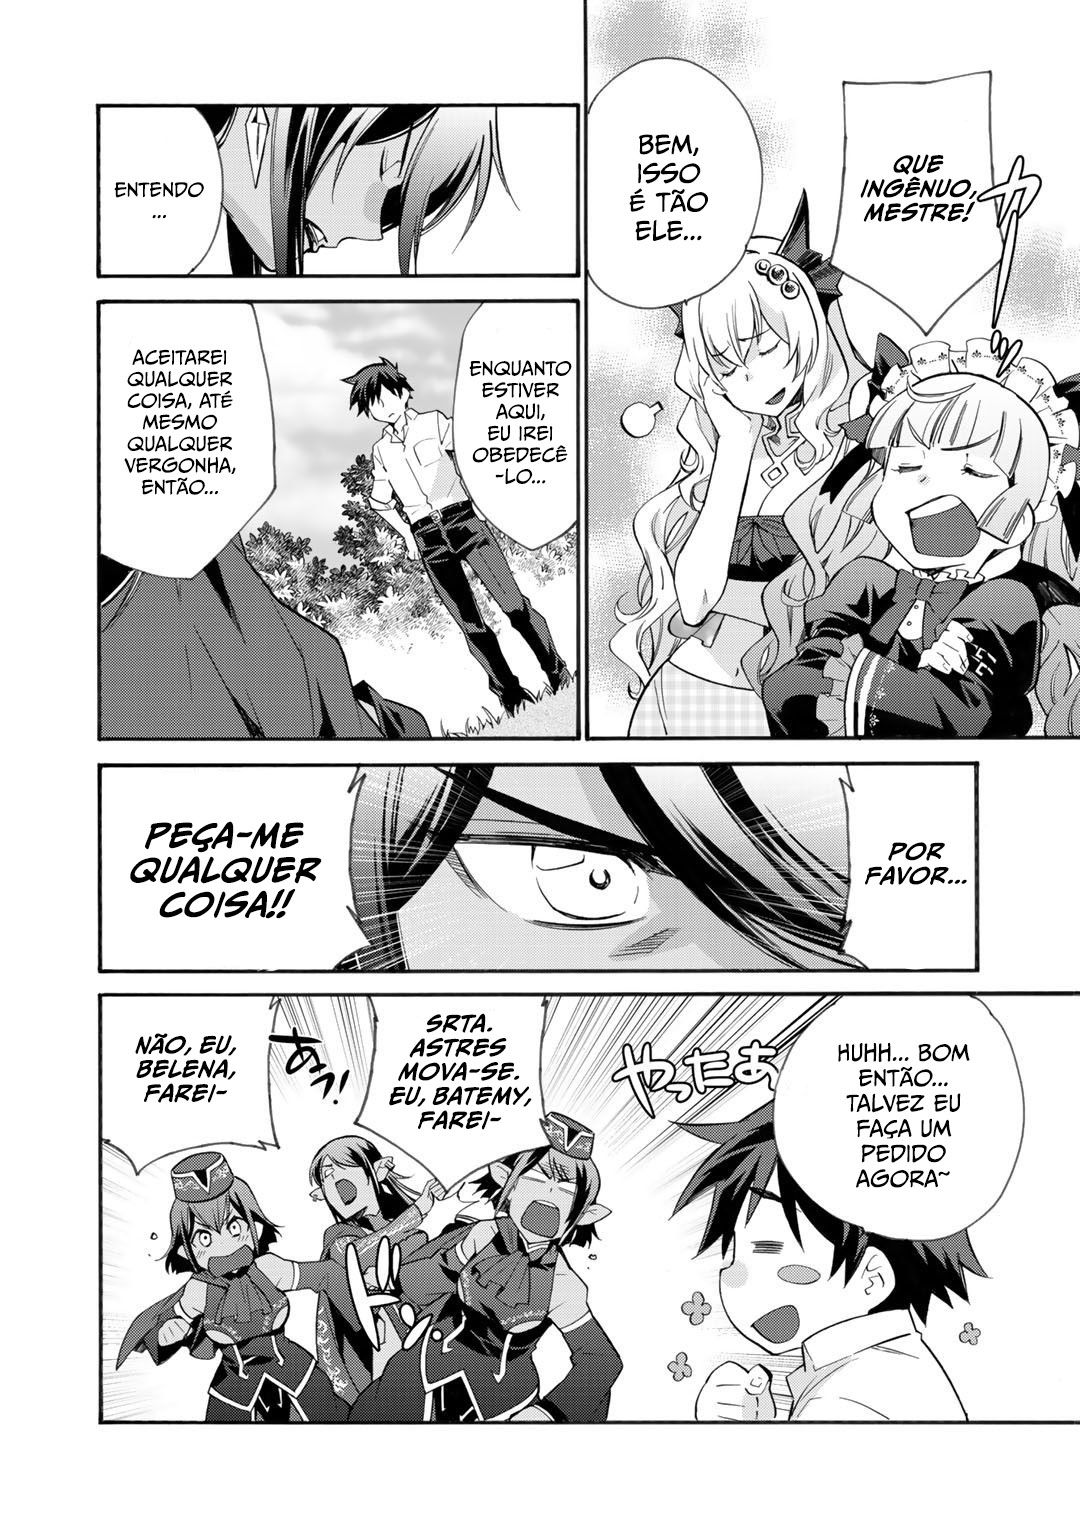 QUE
INGÊNUO,
MESTRE!
カ
ッ
BEM,
ISSO
É TÃO
ELE...
ENTENDO
...
ENQUANTO
ESTIVER
AQUI,
EU IREI
OBEDECÊ
-LO...
ACEITAREI
QUALQUER
COISA, ATÉ
MESMO
QUALQUER
VERGONHA,
ENTÃO...
POR
FAVOR...
PEÇA-ME
QUALQUER
COISA!!
HUHH... BOM
ENTÃO...
TALVEZ EU
FAÇA UM
PEDIDO
AGORA~
やったぁ
SRTA.
ASTRES
MOVA-SE.
EU, BATEMY,
FAREI-
あっ!
NÃO, EU,
BELENA,
FAREI-